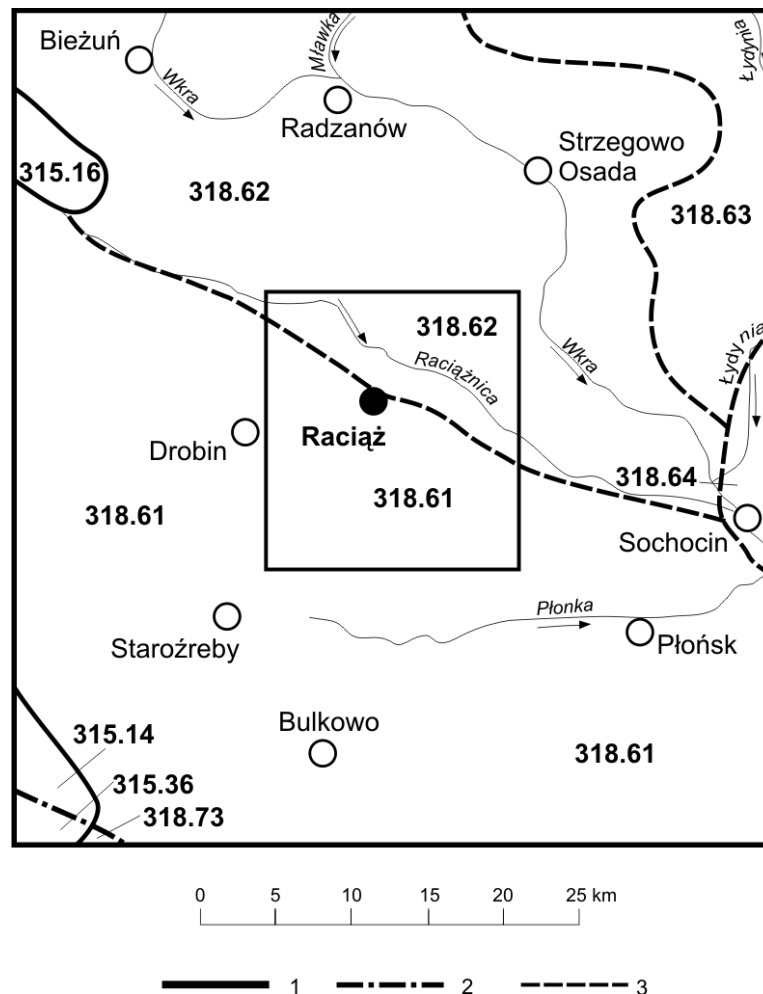 Bieżuń
Wkra
Mławka
Łydynia
Radzanów
Strzegowo
Osada
315.16
318.62
318.63
318.62
Raciążnica
Wkra
Łydynia
Raciąż
Drobin
318.64
318.61
318.61
Sochocin
Płonka
Staroźreby
Płońsk
Bulkowo
315.14
318.61
315.36
318.73
0 5 10 15 20 25 km
1 2 3